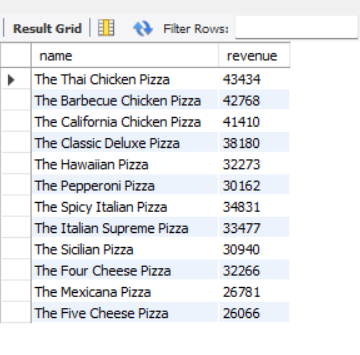 Result Grid Filter Rows:
name revenue
The Thai Chicken Pizza 43434
The Barbecue Chicken Pizza 42768
The California Chicken Pizza 41410
The Classic Deluxe Pizza 38180
The Hawaiian Pizza 32273
The Pepperoni Pizza 30162
The Spicy Italian Pizza 34831
The Italian Supreme Pizza 33477
The Sicilian Pizza 30940
The Four Cheese Pizza 32266
The Mexicana Pizza 26781
The Five Cheese Pizza 26066